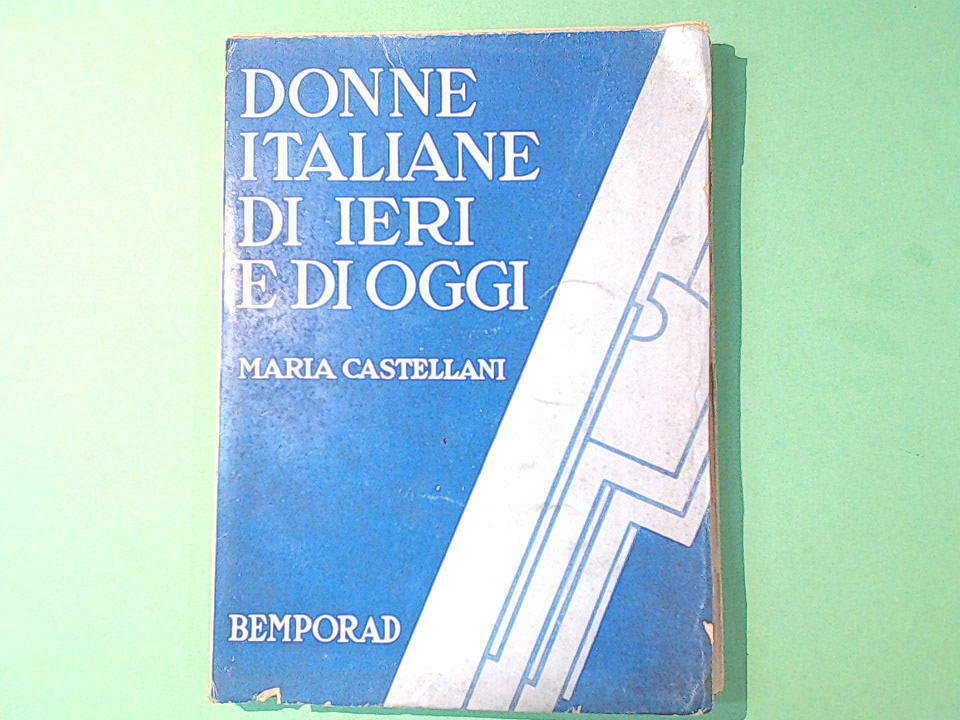 DONNE
ITALIANE
DI IERI
E DI OGGI
MARIA CASTELLANI
BEMPORAD